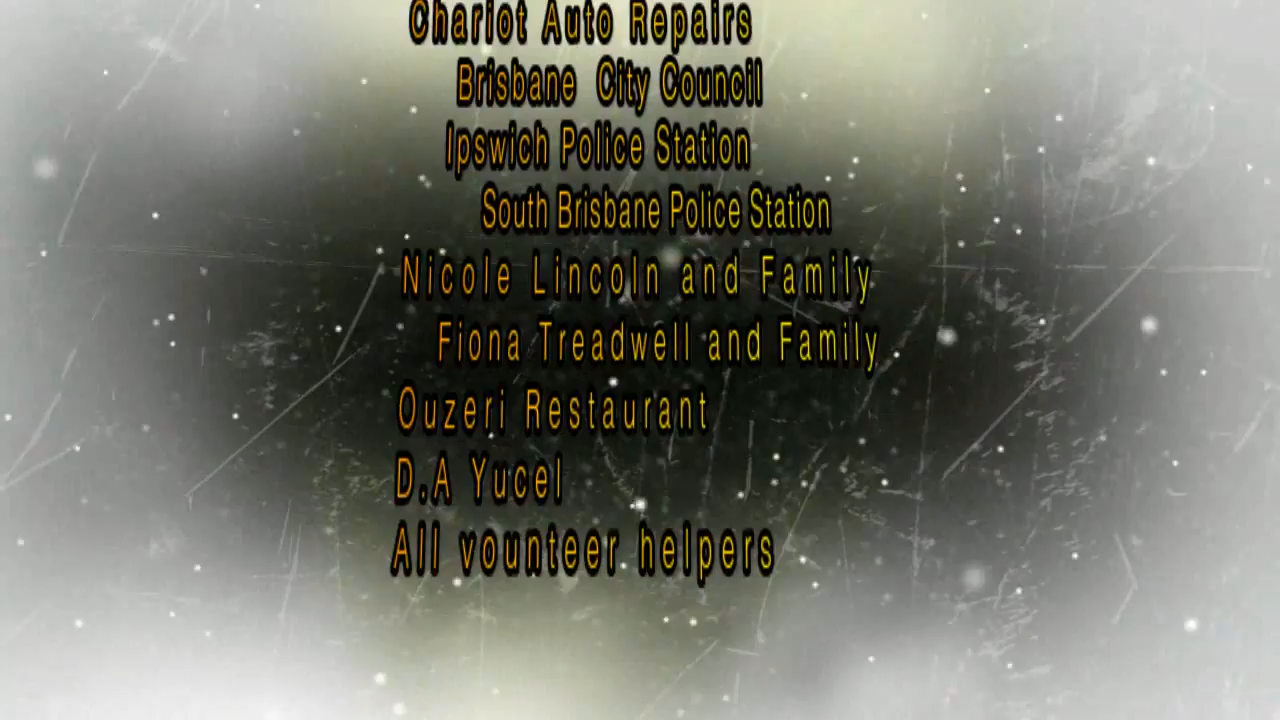 Chariot Auto Repairs
Brisbane City Council
Ipswich Police Station
South Brisbane Police Station
Nicole Lincoln and Family
Fiona Treadwell and Family
Ouzeri Restaurant
D.A Yucel
All vounteer helpers